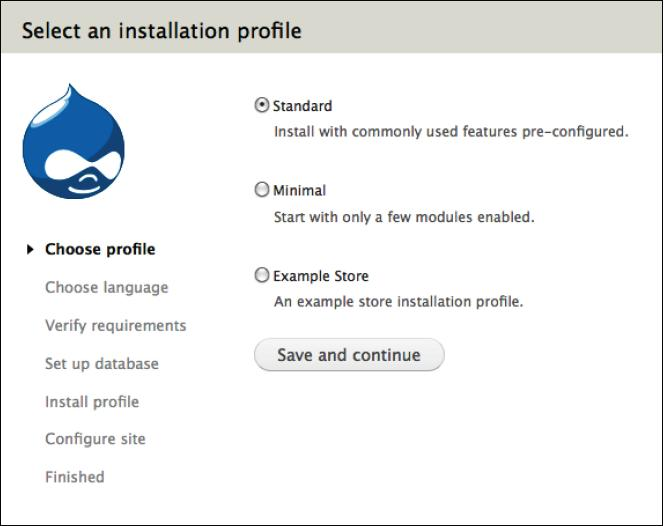 Select an installation profile
Standard
Install with commonly used features pre-configured.
Minimal
Start with only a few modules enabled.
Example Store
An example store installation profile.
Save and continue
Choose profile
Choose language
Verify requirements
Set up database
Install profile
Configure site
Finished